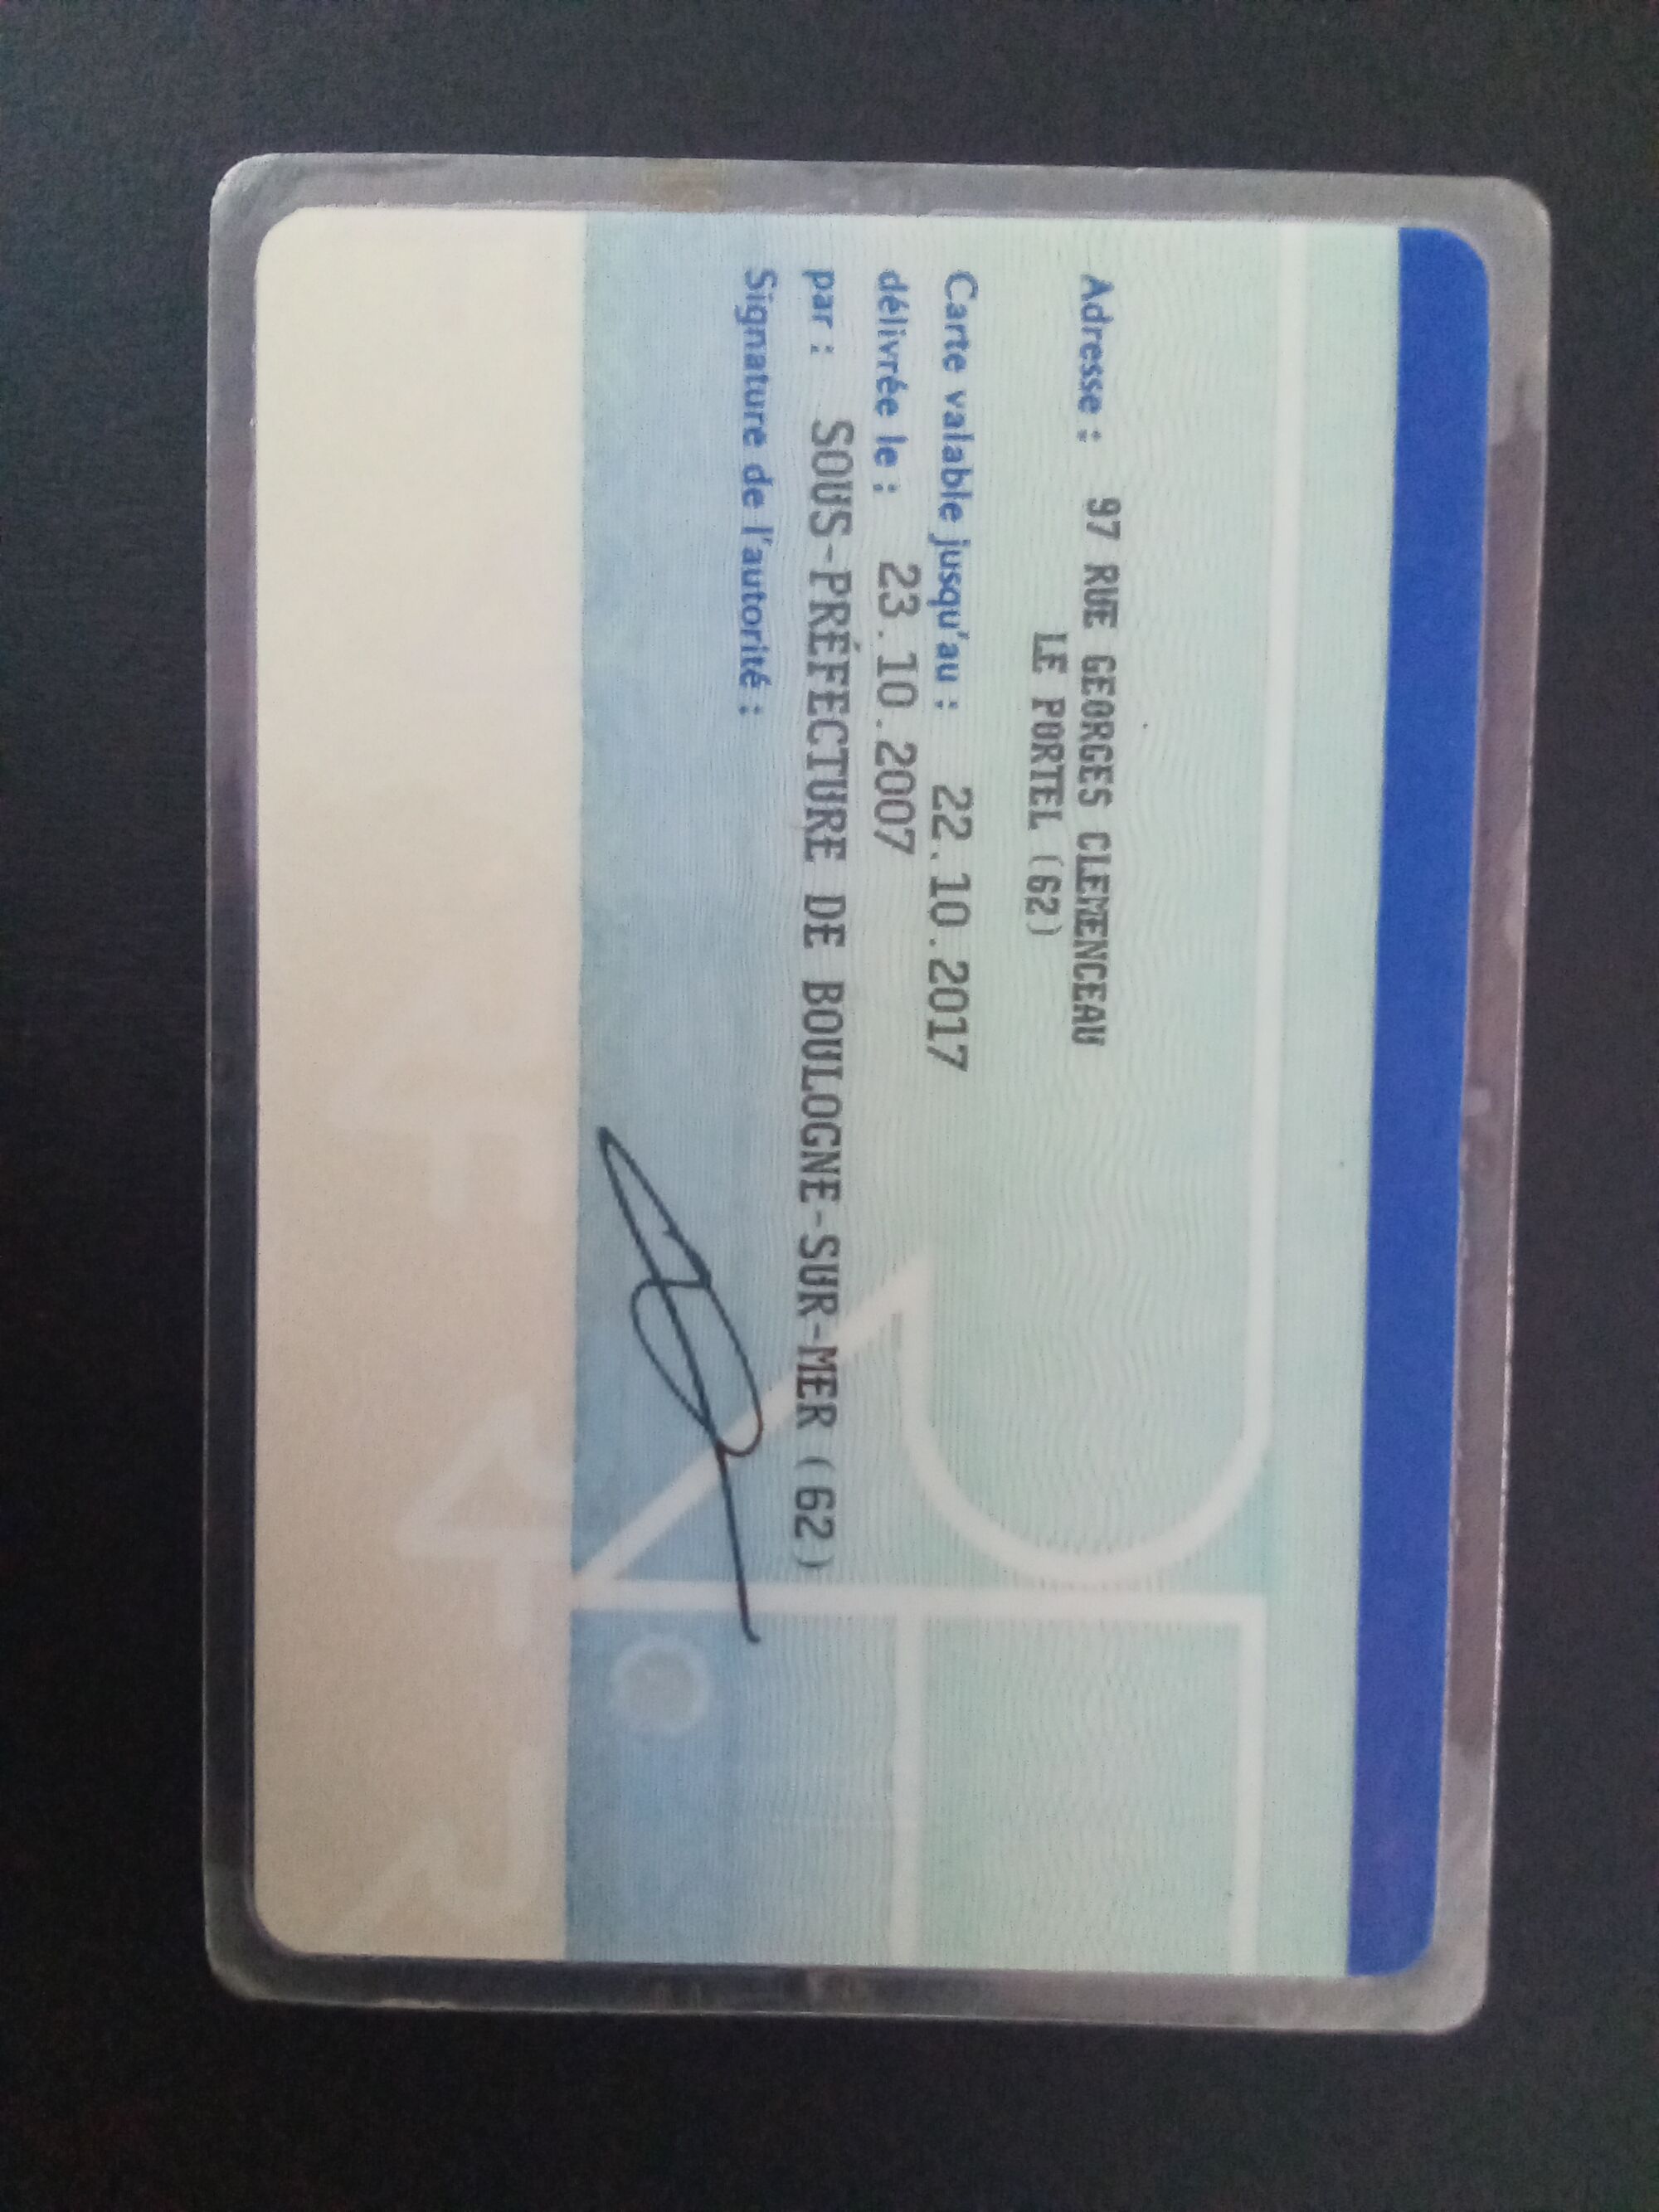 Adresse : 97 RUE GEORGES CLEMENCEAU
LE PORTEL (62)
Carte valable jusqu'au : 22.10.2017
délivrée le : 23.10.2007
par : SOUS-PRÉFECTURE DE BOULOGNE-SUR-MER (62)
Signature de l'autorité :